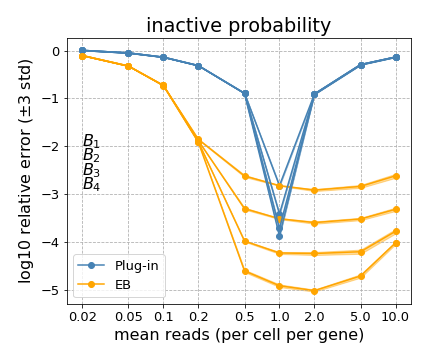 inactive probability
log10 relative error (±3 std)
0
−1
−2
−3
−4
−5
B₁
B₂
B₃
B₄
Plug-in
EB
0.02 0.05 0.1 0.2 0.5 1.0 2.0 5.0 10.0
mean reads (per cell per gene)